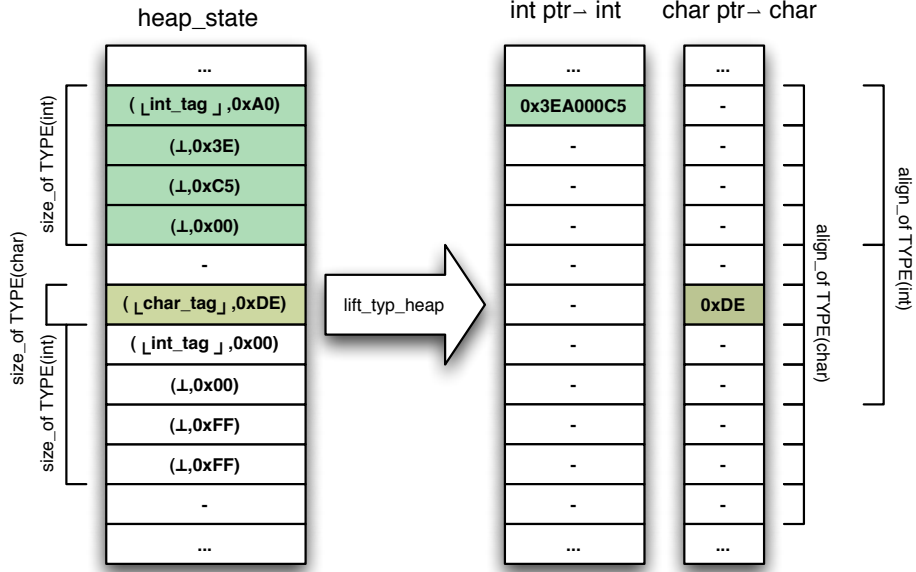 heap_state
int ptr⇀ int
char ptr⇀ char
...
(⌊int_tag⌋,0xA0)
(⊥,0x3E)
(⊥,0xC5)
(⊥,0x00)
-
(⌊char_tag⌋,0xDE)
(⌊int_tag⌋,0x00)
(⊥,0x00)
(⊥,0xFF)
(⊥,0xFF)
-
...
size_of TYPE(int)
size_of TYPE(char)
size_of TYPE(int)
lift_typ_heap
...
0x3EA000C5
-
-
-
-
-
-
-
-
-
-
...
...
-
-
-
-
-
0xDE
-
-
-
-
-
...
align_of TYPE(char)
align_of TYPE(int)